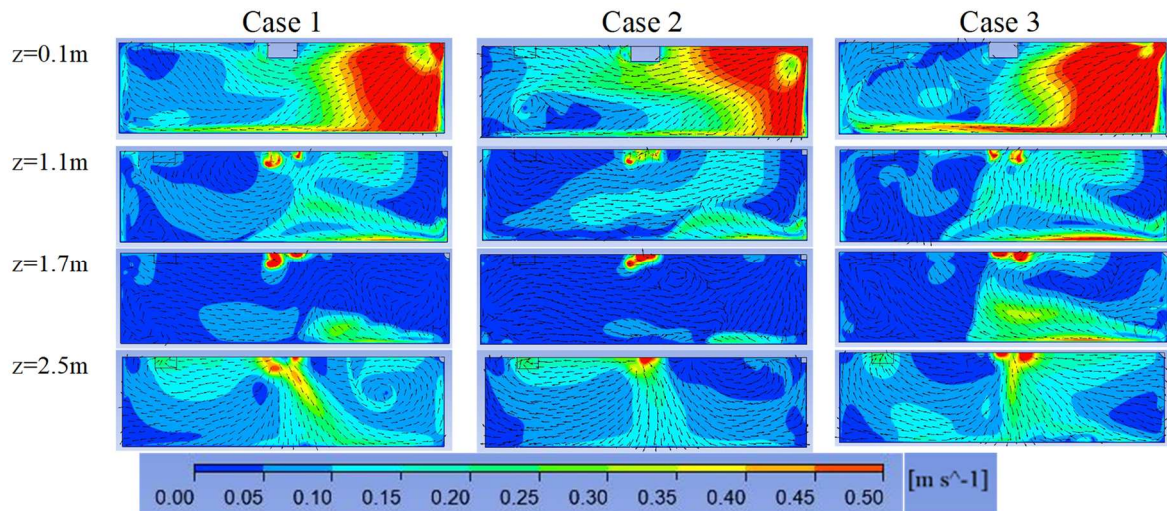 Case 1 Case 2 Case 3
z=0.1m
z=1.1m
z=1.7m
z=2.5m
0.00 0.05 0.10 0.15 0.20 0.25 0.30 0.35 0.40 0.45 0.50 [m s^-1]